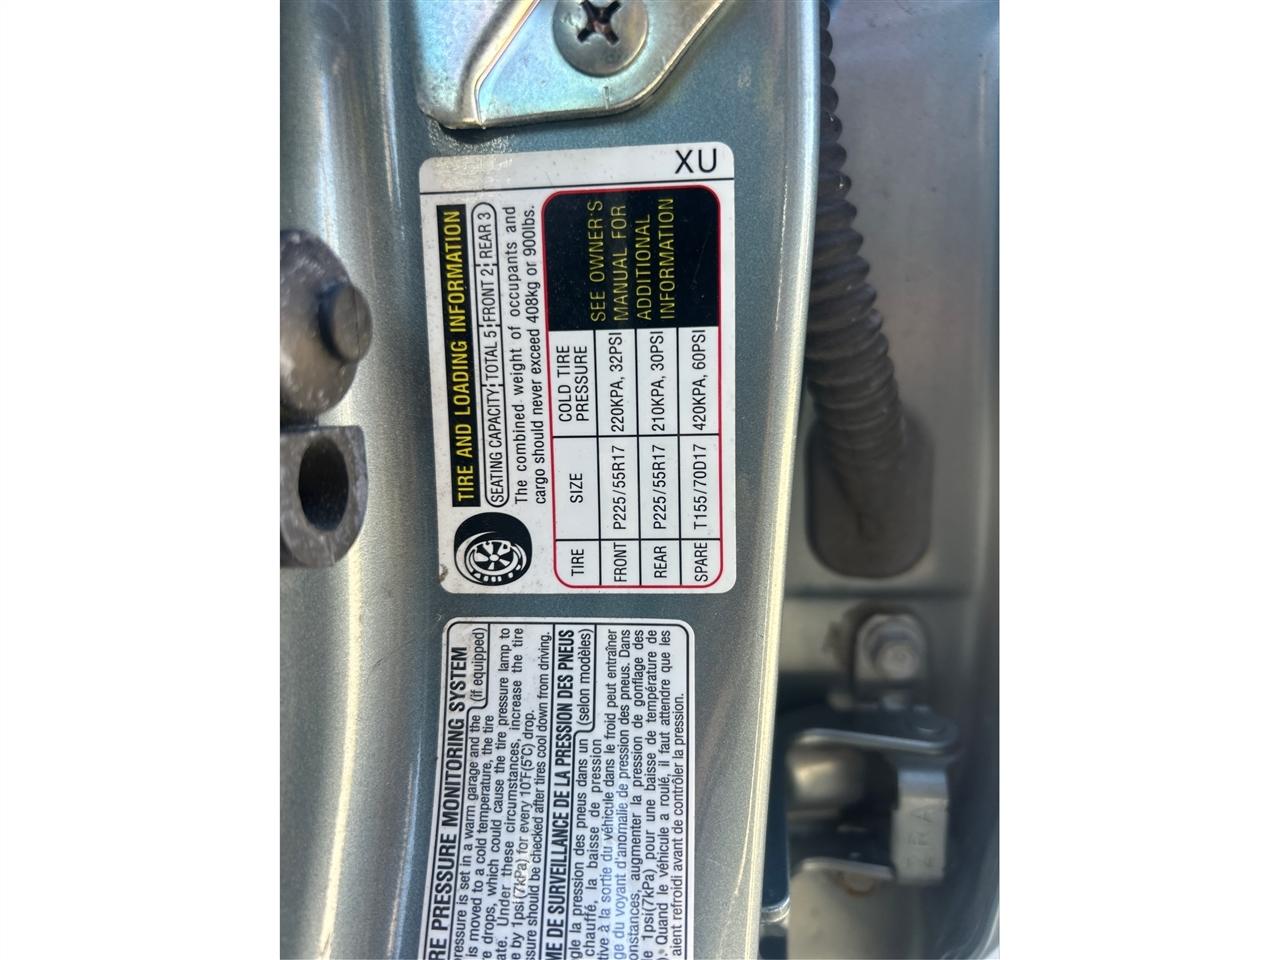 XU
TIRE AND LOADING INFORMATION
SEATING CAPACITY TOTAL 5 FRONT 2 REAR 3
The combined weight of occupants and
cargo should never exceed 408kg or 900lbs.
TIRE SIZE COLD TIRE PRESSURE
FRONT P225/55R17 220KPA, 32PSI
REAR P225/55R17 210KPA, 30PSI
SPARE T155/70D17 420KPA, 60PSI
SEE OWNER'S
MANUAL FOR
ADDITIONAL
INFORMATION
RE PRESSURE MONITORING SYSTEM
(if equipped)
pressure is set in a warm garage and the
is moved to a cold temperature, the tire
drops, which could cause the tire pressure lamp to
Under these circumstances, increase the tire
by 1psi(7kPa) for every 10°F(5°C) drop.
should be checked after tires cool down from driving.
DE SURVEILLANCE DE LA PRESSION DES PNEUS
(selon modèles)
la pression des pneus dans un
chauffé, la baisse de pression
à la sortie du véhicule dans le froid peut entraîner
du voyant d'anomalie de pression des pneus. Dans
augmenter la pression de gonflage des
1psi(7kPa) pour une baisse de température de
Quand le véhicule a roulé, il faut attendre que les
aient refroidi avant de contrôler la pression.